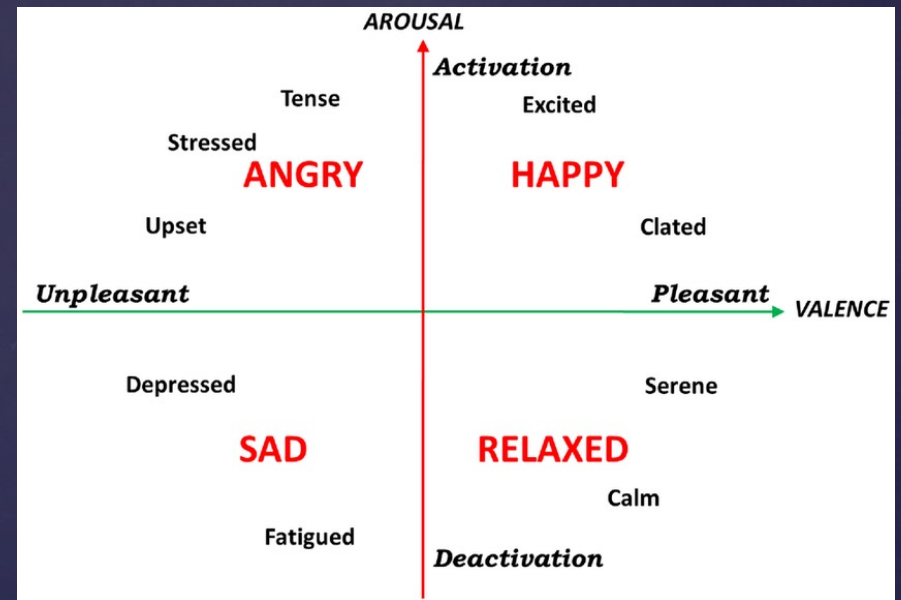 AROUSAL
Activation
Tense
Excited
Stressed
ANGRY
HAPPY
Upset
Clated
Unpleasant
Pleasant
VALENCE
Depressed
Serene
SAD
RELAXED
Calm
Fatigued
Deactivation